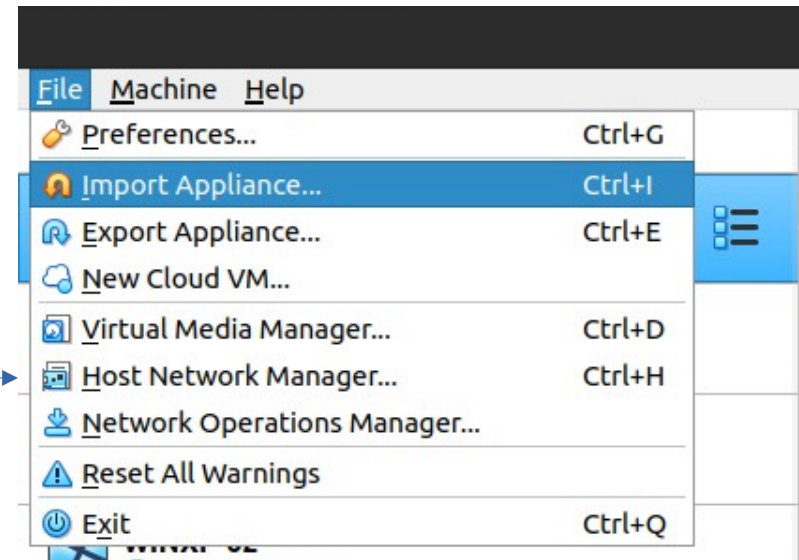 File Machine Help
Preferences... Ctrl+G
Import Appliance... Ctrl+I
Export Appliance... Ctrl+E
New Cloud VM...
Virtual Media Manager... Ctrl+D
Host Network Manager... Ctrl+H
Network Operations Manager...
Reset All Warnings
Exit Ctrl+Q